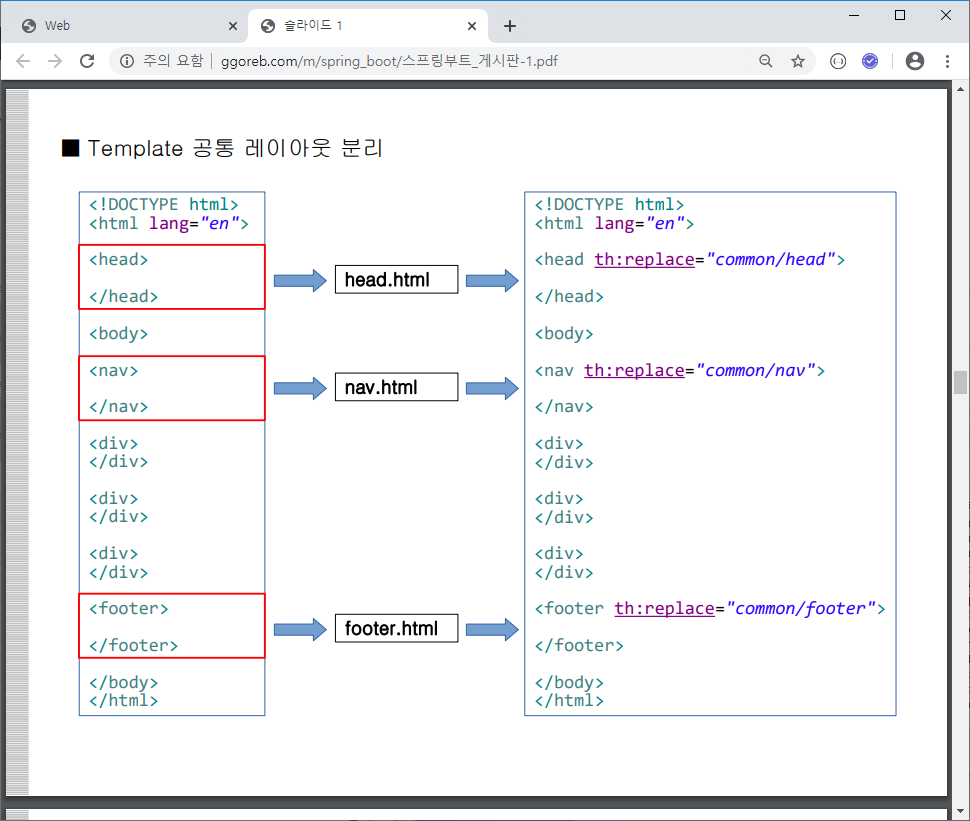 Web
슬라이드 1
주의 요함
ggoreb.com/m/spring_boot/스프링부트_게시판-1.pdf
■ Template 공통 레이아웃 분리
<!DOCTYPE html>
<html lang="en">
<head>
</head>
<body>
<nav>
</nav>
<div>
</div>
<div>
</div>
<div>
</div>
<footer>
</footer>
</body>
</html>
head.html
nav.html
footer.html
<!DOCTYPE html>
<html lang="en">
<head th:replace="common/head">
</head>
<body>
<nav th:replace="common/nav">
</nav>
<div>
</div>
<div>
</div>
<div>
</div>
<footer th:replace="common/footer">
</footer>
</body>
</html>